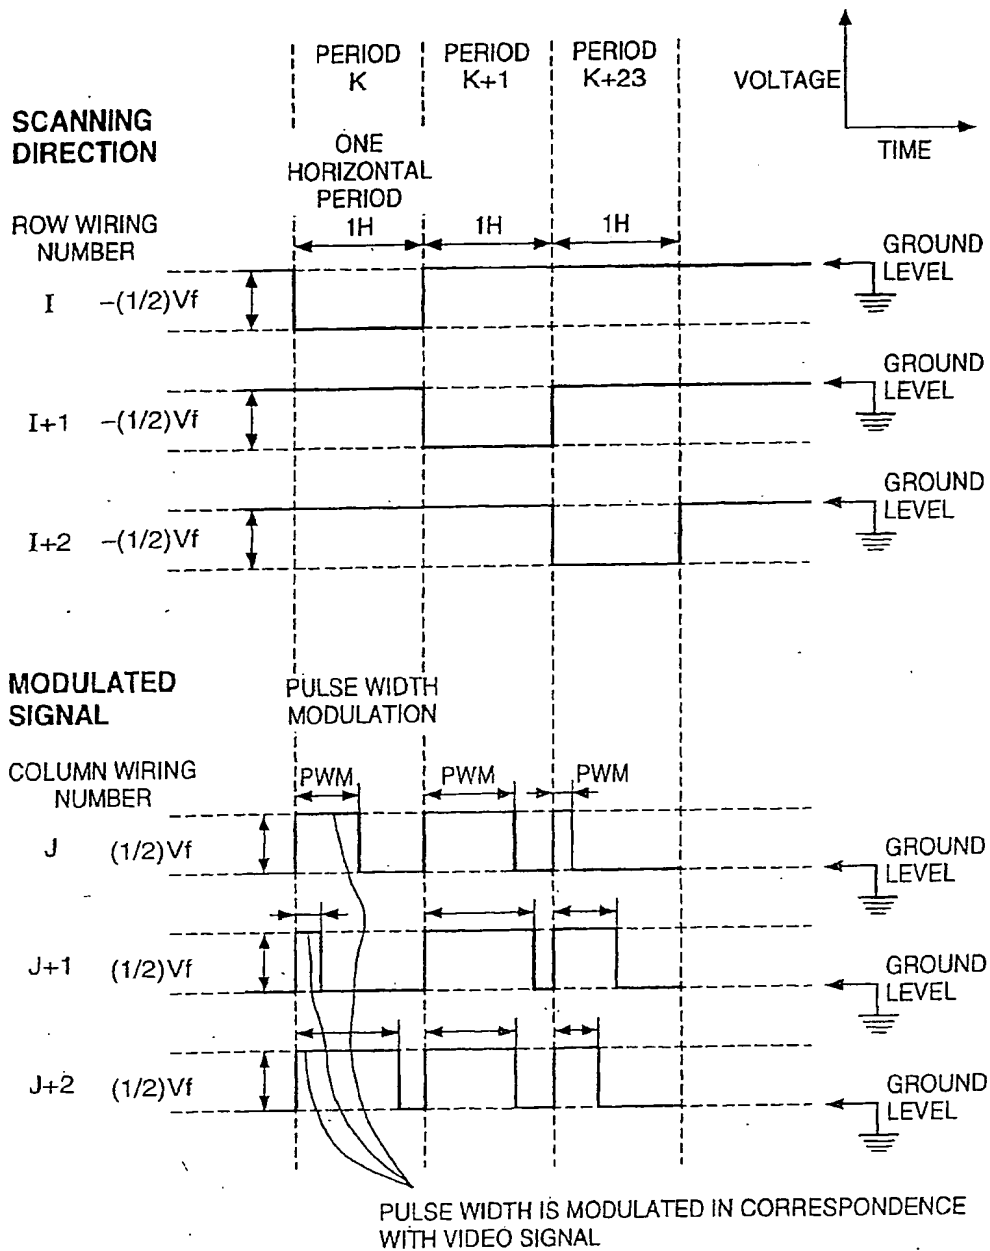 PERIOD K
PERIOD K+1
PERIOD K+23
VOLTAGE
TIME
SCANNING
DIRECTION
ONE
HORIZONTAL
PERIOD
ROW WIRING
NUMBER
1H
1H
1H
GROUND
LEVEL
I
-(1/2)Vf
GROUND
LEVEL
I+1
-(1/2)Vf
GROUND
LEVEL
I+2
-(1/2)Vf
MODULATED
SIGNAL
PULSE WIDTH
MODULATION
COLUMN WIRING
NUMBER
PWM
PWM
PWM
J
(1/2)Vf
GROUND
LEVEL
J+1
(1/2)Vf
GROUND
LEVEL
J+2
(1/2)Vf
GROUND
LEVEL
PULSE WIDTH IS MODULATED IN CORRESPONDENCE
WITH VIDEO SIGNAL